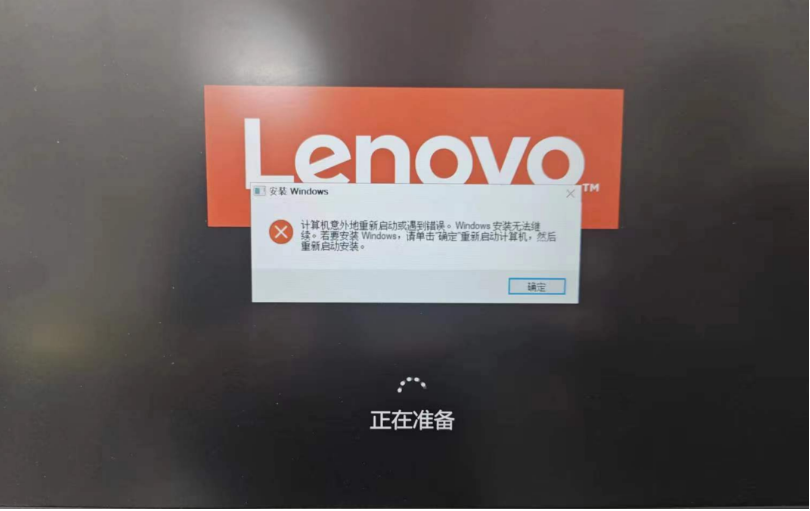 Lenovo™
安装 Windows
计算机意外地重新启动或遇到错误。Windows 安装无法继
续。若要安装 Windows，请单击“确定”重新启动计算机，然后
重新启动安装。
确定
正在准备